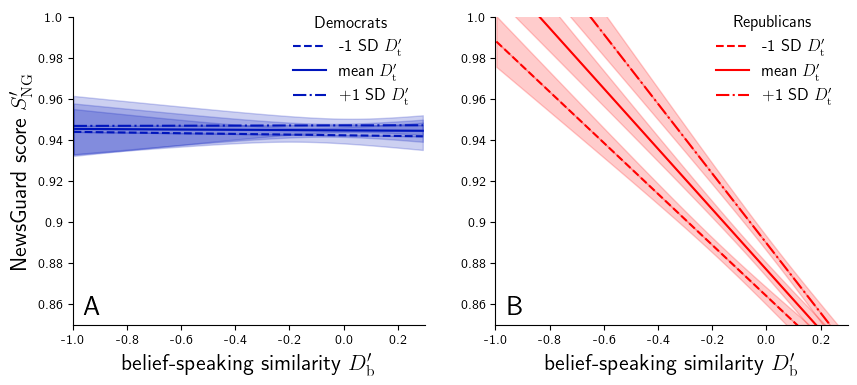 Democrats
-1 SD D′t
mean D′t
+1 SD D′t
NewsGuard score S′NG
1.0
0.98
0.96
0.94
0.92
0.9
0.88
0.86
A
-1.0
-0.8
-0.6
-0.4
-0.2
0.0
0.2
belief-speaking similarity D′b
Republicans
-1 SD D′t
mean D′t
+1 SD D′t
1.0
0.98
0.96
0.94
0.92
0.9
0.88
0.86
B
-1.0
-0.8
-0.6
-0.4
-0.2
0.0
0.2
belief-speaking similarity D′b